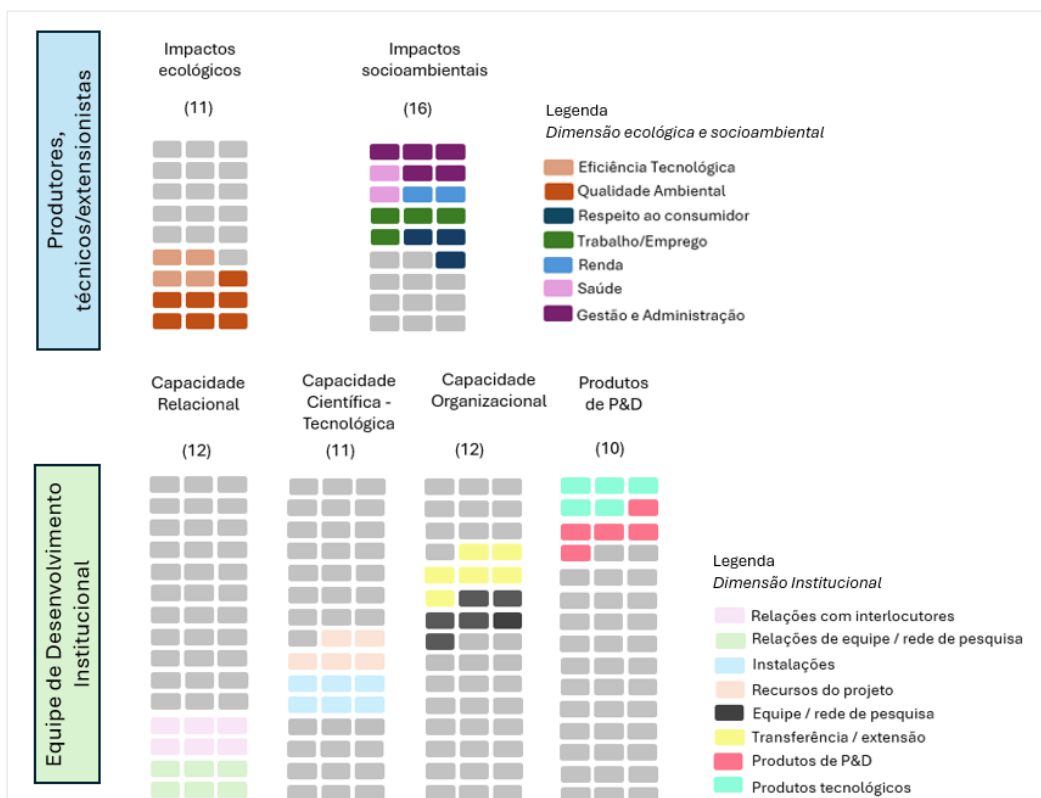 Produtores,
técnicos/extensionistas
Impactos
ecológicos
(11)
Impactos
socioambientais
(16)
Legenda
Dimensão ecológica e socioambiental
Eficiência Tecnológica
Qualidade Ambiental
Respeito ao consumidor
Trabalho/Emprego
Renda
Saúde
Gestão e Administração
Equipe de Desenvolvimento
Institucional
Capacidade
Relacional
(12)
Capacidade
Científica -
Tecnológica
(11)
Capacidade
Organizacional
(12)
Produtos
de P&D
(10)
Legenda
Dimensão Institucional
Relações com interlocutores
Relações de equipe / rede de pesquisa
Instalações
Recursos do projeto
Equipe / rede de pesquisa
Transferência / extensão
Produtos de P&D
Produtos tecnológicos